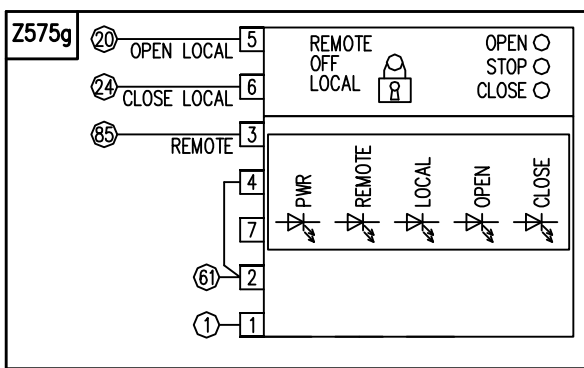 Z575g
20 OPEN LOCAL 5
24 CLOSE LOCAL 6
85 REMOTE 3
4
7
61 2
1 1
REMOTE
OFF
LOCAL
OPEN
STOP
CLOSE
PWR
REMOTE
LOCAL
OPEN
CLOSE